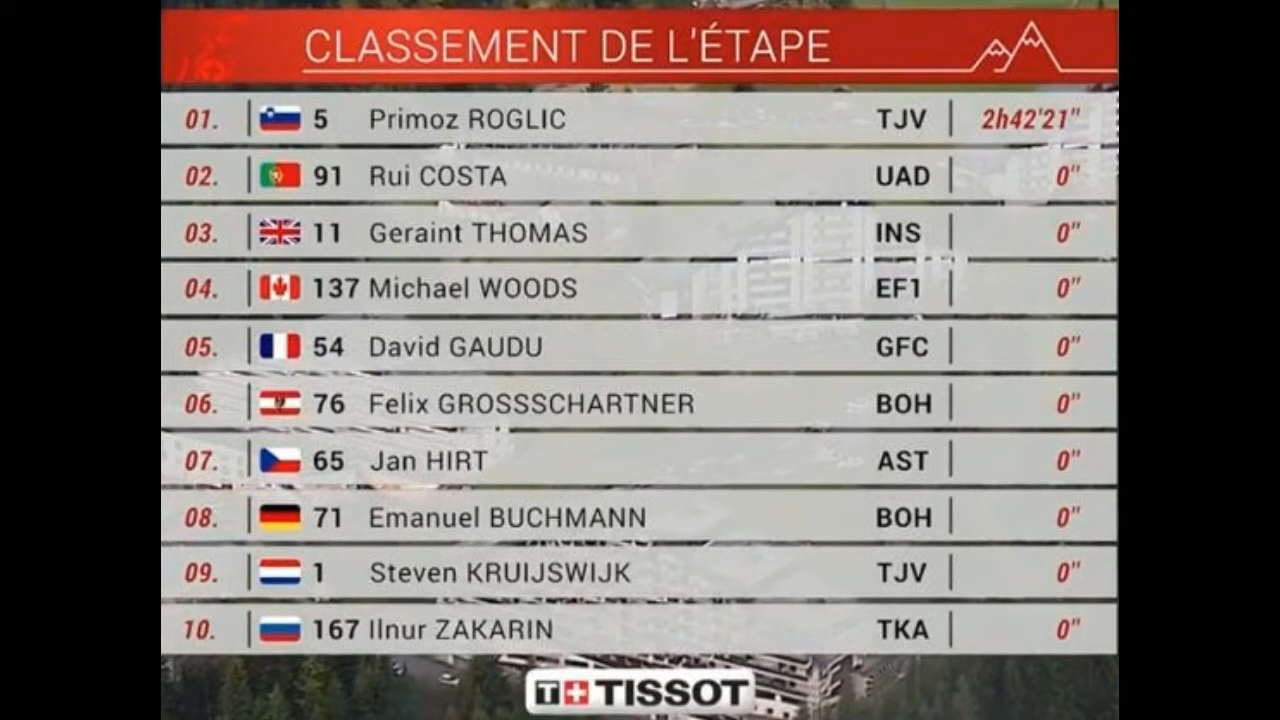 CLASSEMENT DE L'ÉTAPE
01. 5 Primoz ROGLIC TJV 2h42'21"
02. 91 Rui COSTA UAD 0"
03. 11 Geraint THOMAS INS 0"
04. 137 Michael WOODS EF1 0"
05. 54 David GAUDU GFC 0"
06. 76 Felix GROSSSCHARTNER BOH 0"
07. 65 Jan HIRT AST 0"
08. 71 Emanuel BUCHMANN BOH 0"
09. 1 Steven KRUIJSWIJK TJV 0"
10. 167 Ilnur ZAKARIN TKA 0"
T+ TISSOT